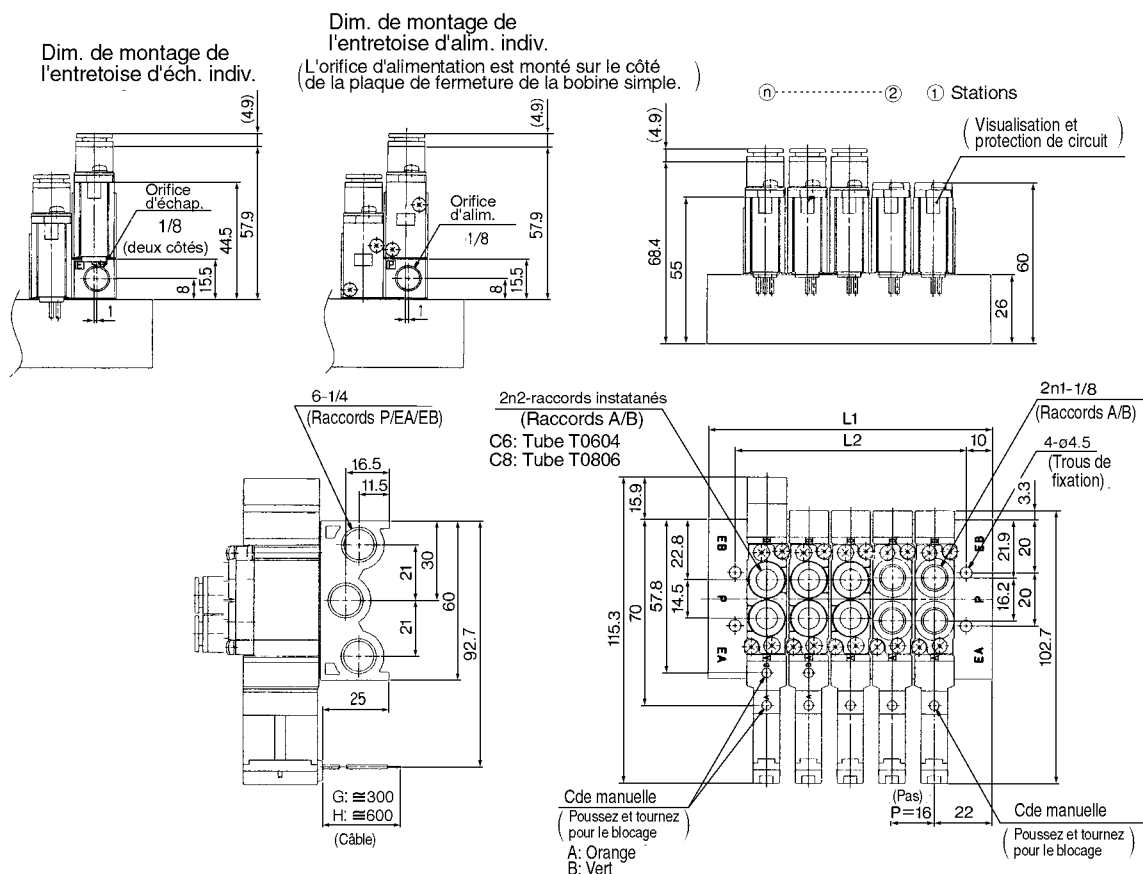 Dim. de montage de
l'entretoise d'éch. indiv.
Dim. de montage de
l'entretoise d'alim. indiv.
(L'orifice d'alimentation est monté sur le côté
de la plaque de fermeture de la bobine simple.)
(4.9)
Orifice
d'échap.
1/8
(deux côtés)
E
1
8
15.5
44.5
57.9
(4.9)
Orifice
d'alim.
1/8
P
1
8
15.5
57.9
ⓝ ② ① Stations
(Visualisation et
protection de circuit)
(4.9)
68.4
55
26
60
6-1/4
(Raccords P/EA/EB)
16.5
11.5
21
21
30
60
92.7
25
G: ≅300
H: ≅600
(Câble)
2n2-raccords instatanés
(Raccords A/B)
C6: Tube T0604
C8: Tube T0806
2n1-1/8
(Raccords A/B)
4-ø4.5
(Trous de
fixation)
L1
L2
10
3.3
15.9
22.8
14.5
57.8
70
115.3
EB
P
EA
EB
P
EA
21.9
16.2
20
20
102.7
Cde manuelle
(Poussez et tournez
pour le blocage)
A: Orange
B: Vert
(Pas)
P=16
22
Cde manuelle
(Poussez et tournez
pour le blocage)